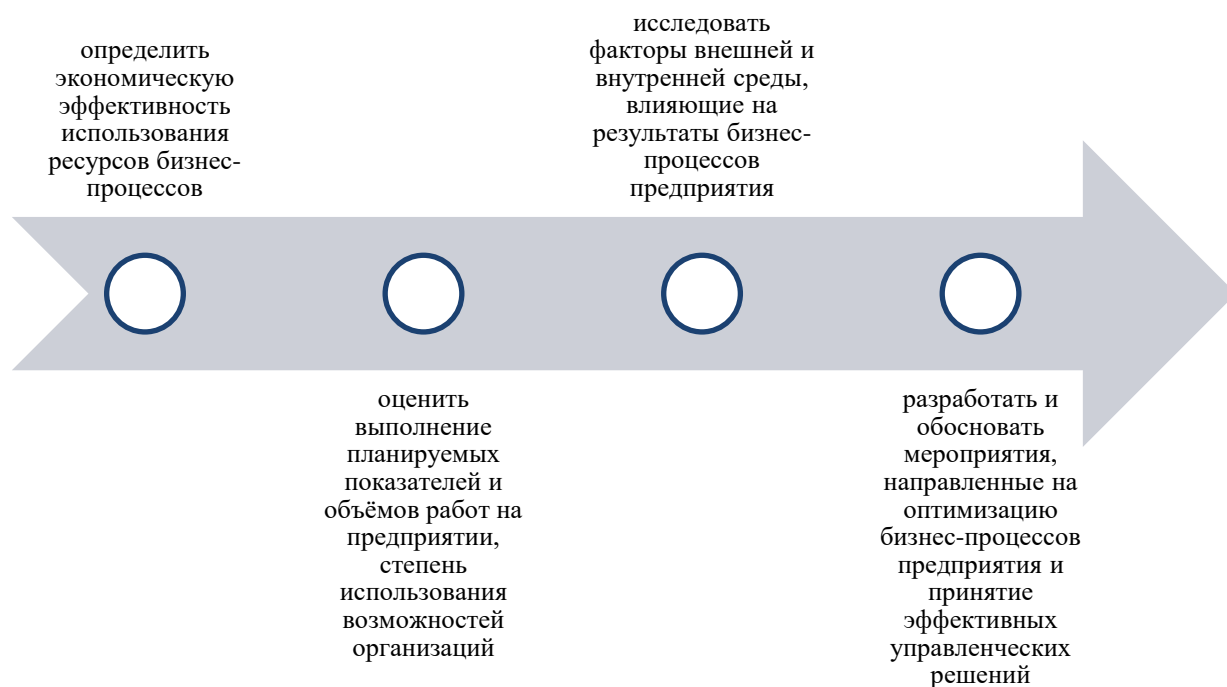 определить
экономическую
эффективность
использования
ресурсов бизнес-
процессов
оценить
выполнение
планируемых
показателей и
объёмов работ на
предприятии,
степень
использования
возможностей
организаций
исследовать
факторы внешней и
внутренней среды,
влияющие на
результаты бизнес-
процессов
предприятия
разработать и
обосновать
мероприятия,
направленные на
оптимизацию
бизнес-процессов
предприятия и
принятие
эффективных
управленческих
решений